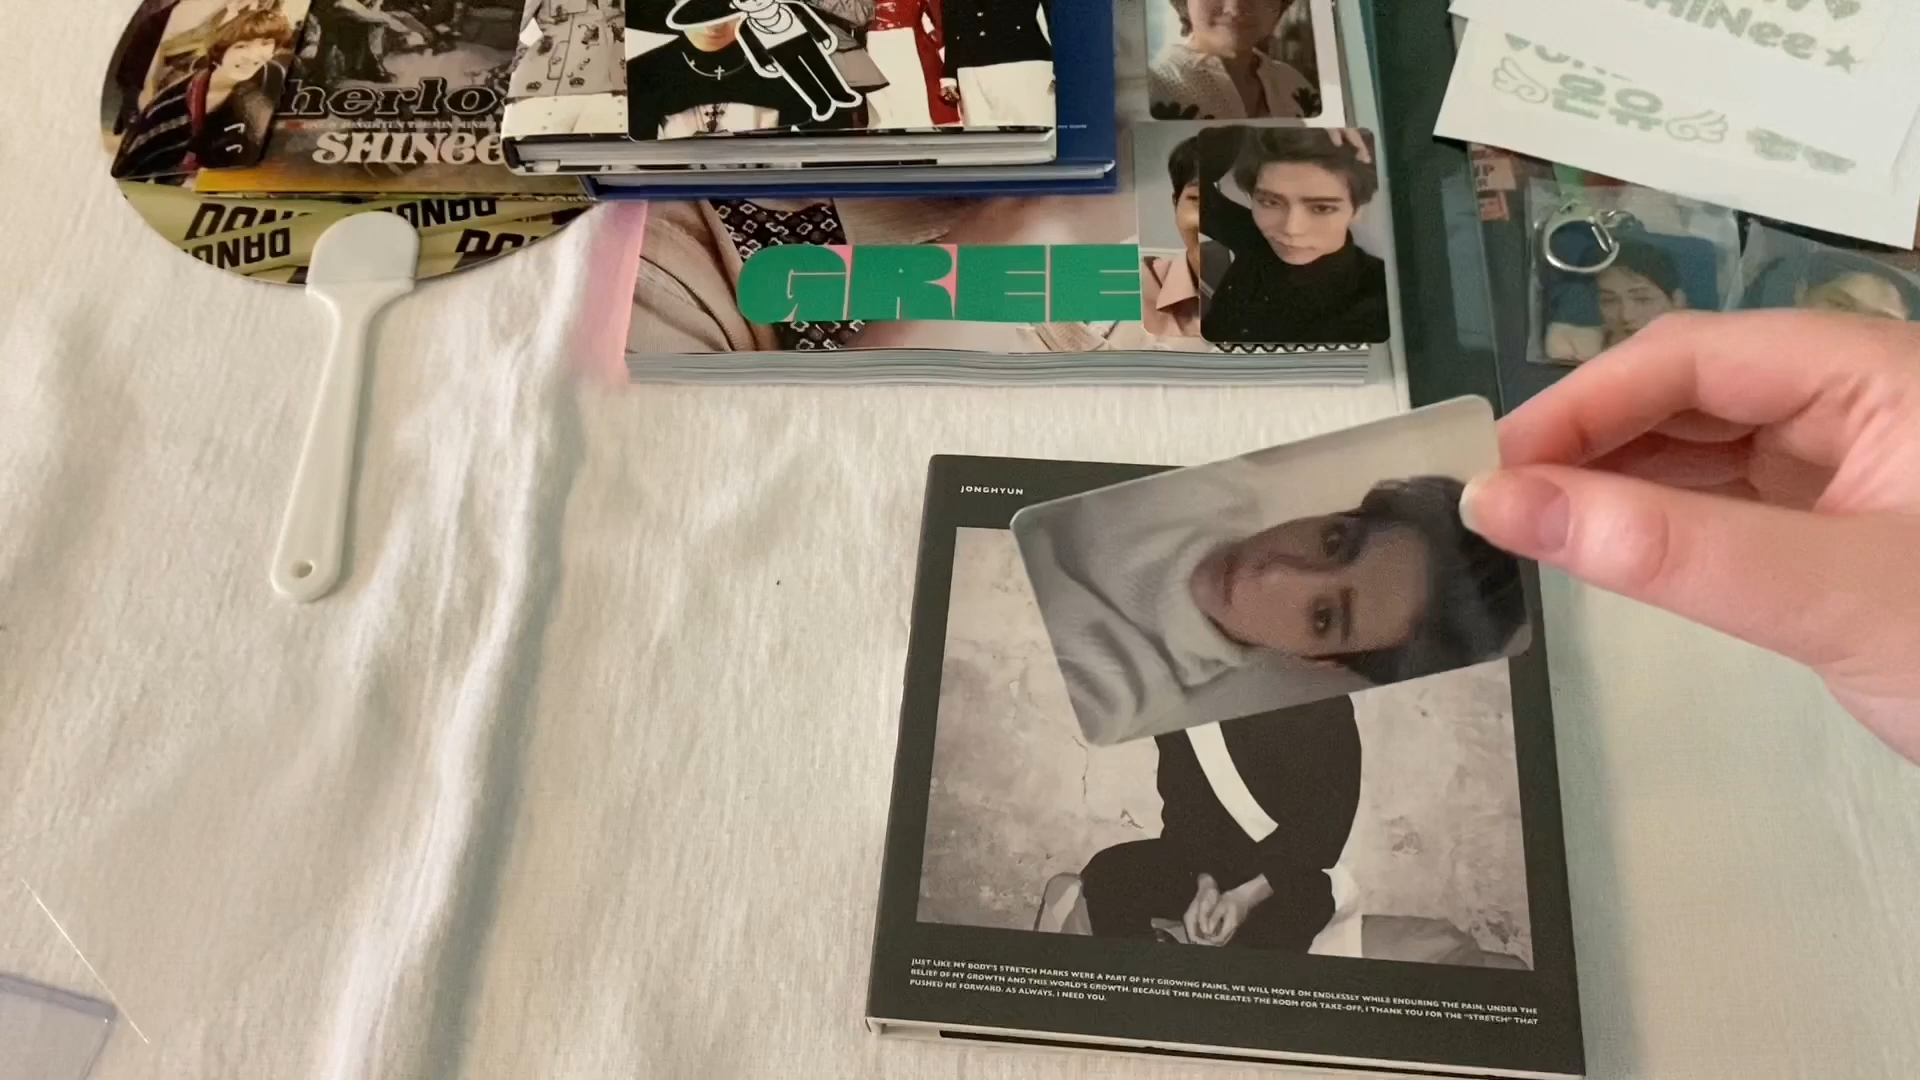 SHINee
온유
herlo
SHINee
GREE
JONGHYUN
JUST LIKE MY BODY'S STRETCH MARKS WERE A PART OF MY GROWING PAINS, WE WILL MOVE ON ENDLESSLY WHILE ENDURING THE PAIN, UNDER THE
BELIEF OF MY GROWTH AND THIS WORLD'S GROWTH. BECAUSE THE PAIN CREATES THE ROOM FOR TAKE-OFF, I THANK YOU FOR THE "STRETCH" THAT
PUSHED ME FORWARD. AS ALWAYS, I NEED YOU.